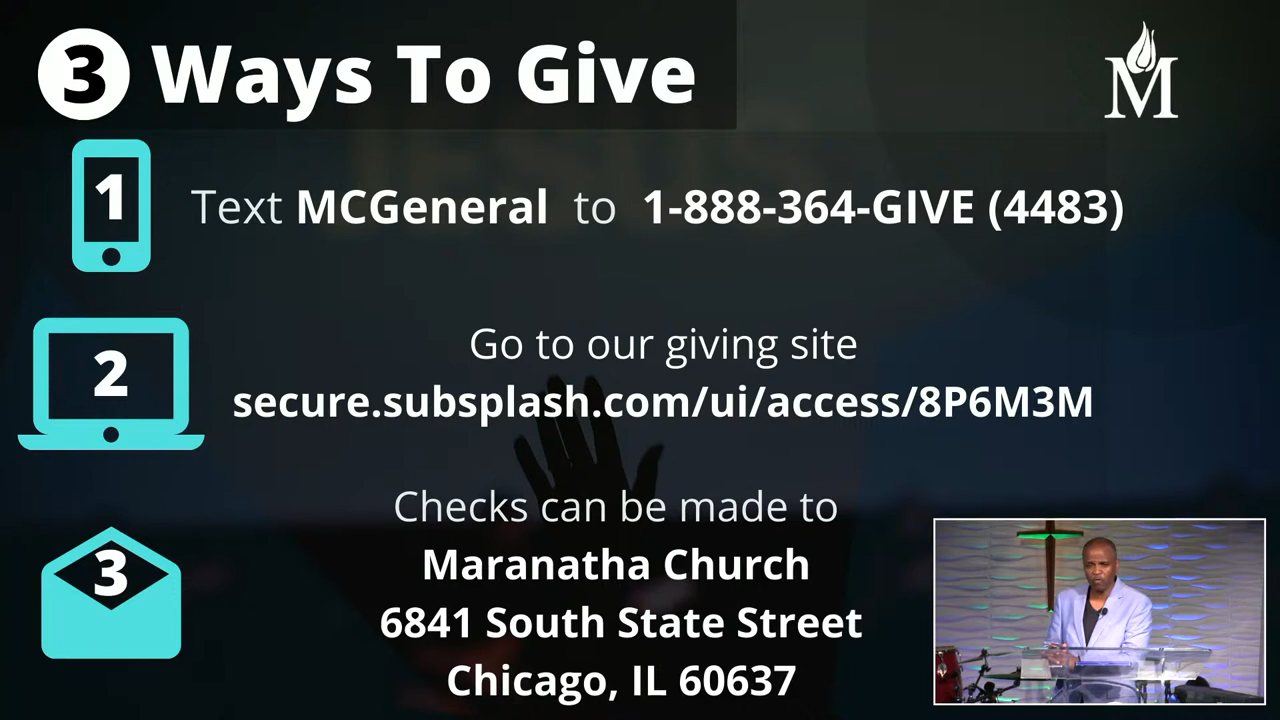 3 Ways To Give
M
1
Text MCGeneral to 1-888-364-GIVE (4483)
2
Go to our giving site
secure.subsplash.com/ui/access/8P6M3M
3
Checks can be made to
Maranatha Church
6841 South State Street
Chicago, IL 60637